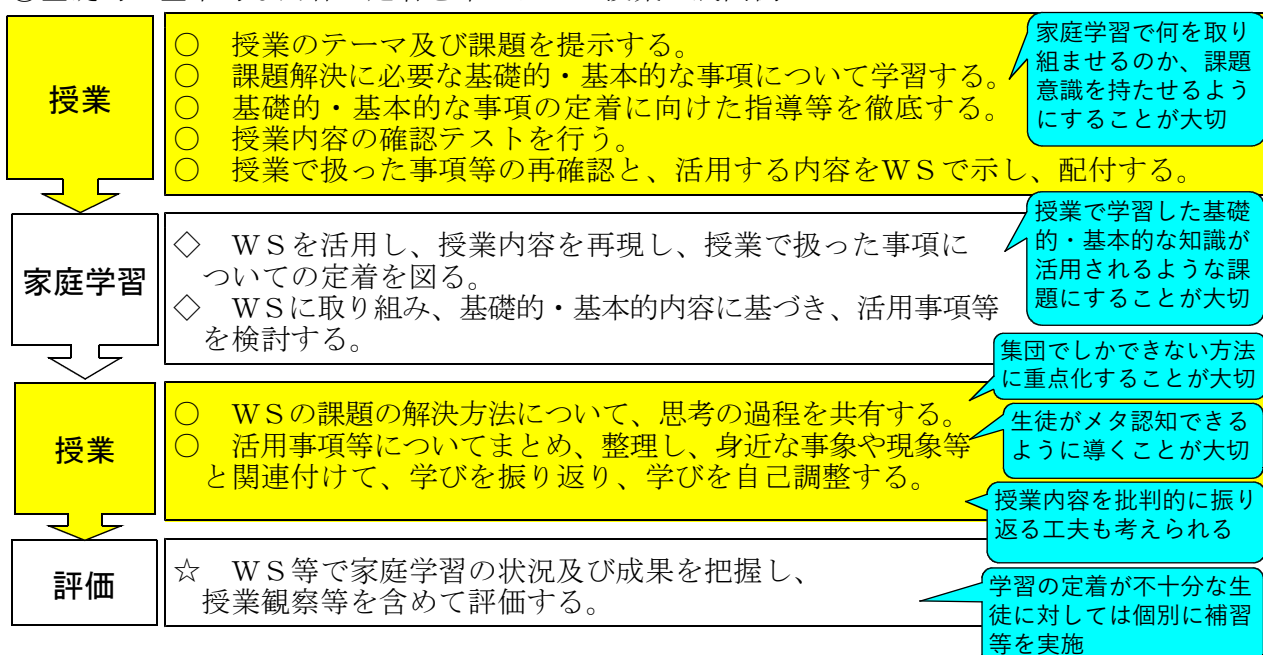 授業
○　授業のテーマ及び課題を提示する。
○　課題解決に必要な基礎的・基本的な事項について学習する。
○　基礎的・基本的な事項の定着に向けた指導等を徹底する。
○　授業内容の確認テストを行う。
○　授業で扱った事項等の再確認と、活用する内容をＷＳで示し、配付する。
家庭学習で何を取り
組ませるのか、課題
意識を持たせるよう
にすることが大切
家庭学習
◇　ＷＳを活用し、授業内容を再現し、授業で扱った事項に
ついての定着を図る。
◇　ＷＳに取り組み、基礎的・基本的内容に基づき、活用事項等
を検討する。
授業で学習した基礎
的・基本的な知識が
活用されるような課
題にすることが大切
授業
○　ＷＳの課題の解決方法について、思考の過程を共有する。
○　活用事項等についてまとめ、整理し、身近な事象や現象等
と関連付けて、学びを振り返り、学びを自己調整する。
集団でしかできない方法
に重点化することが大切
生徒がメタ認知できる
ように導くことが大切
授業内容を批判的に振り
返る工夫も考えられる
評価
☆　ＷＳ等で家庭学習の状況及び成果を把握し、
授業観察等を含めて評価する。
学習の定着が不十分な生
徒に対しては個別に補習
等を実施